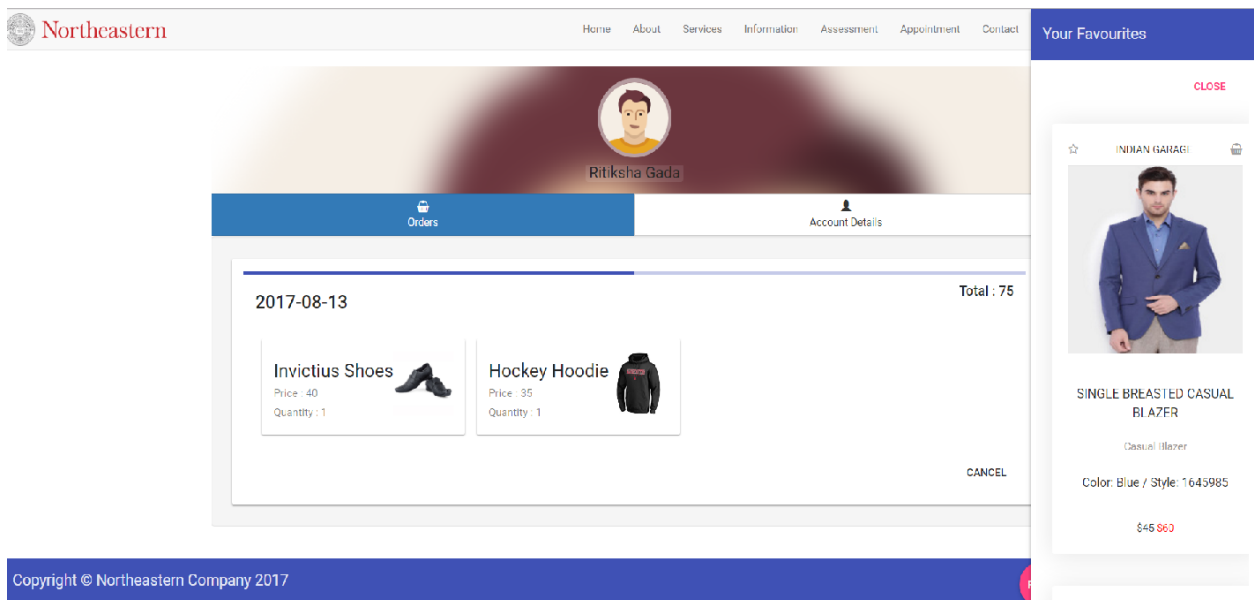 Northeastern
Home About Services Information Assessment Appointment Contact
Ritiksha Gada
Orders
Account Details
2017-08-13
Total : 75
Invictius Shoes
Price : 40
Quantity : 1
Hockey Hoodie
Price : 35
Quantity : 1
CANCEL
Copyright © Northeastern Company 2017
Your Favourites
CLOSE
INDIAN GARAGE
SINGLE BREASTED CASUAL
BLAZER
Casual Blazer
Color: Blue / Style: 1645985
$45 $60